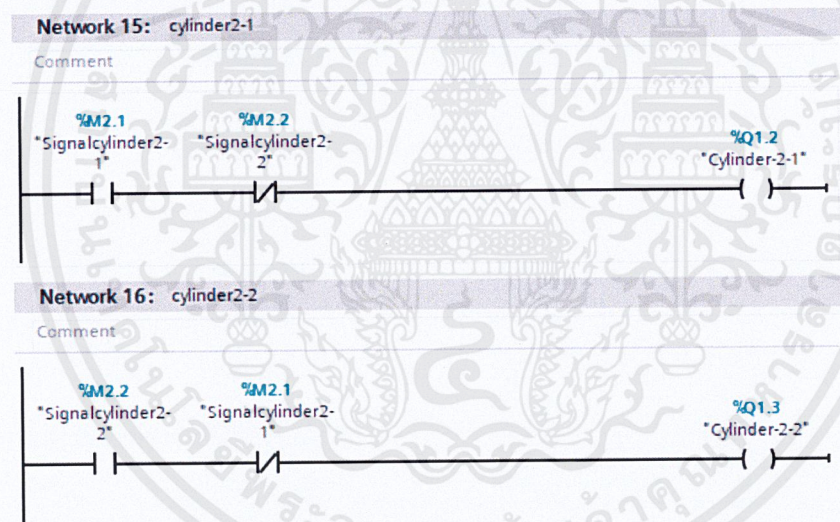 Network 15: cylinder2-1
Comment
%M2.1 %M2.2
"Signalcylinder2- "Signalcylinder2- %Q1.2
1" 2" "Cylinder-2-1"
Network 16: cylinder2-2
Comment
%M2.2 %M2.1
"Signalcylinder2- "Signalcylinder2- %Q1.3
2" 1" "Cylinder-2-2"